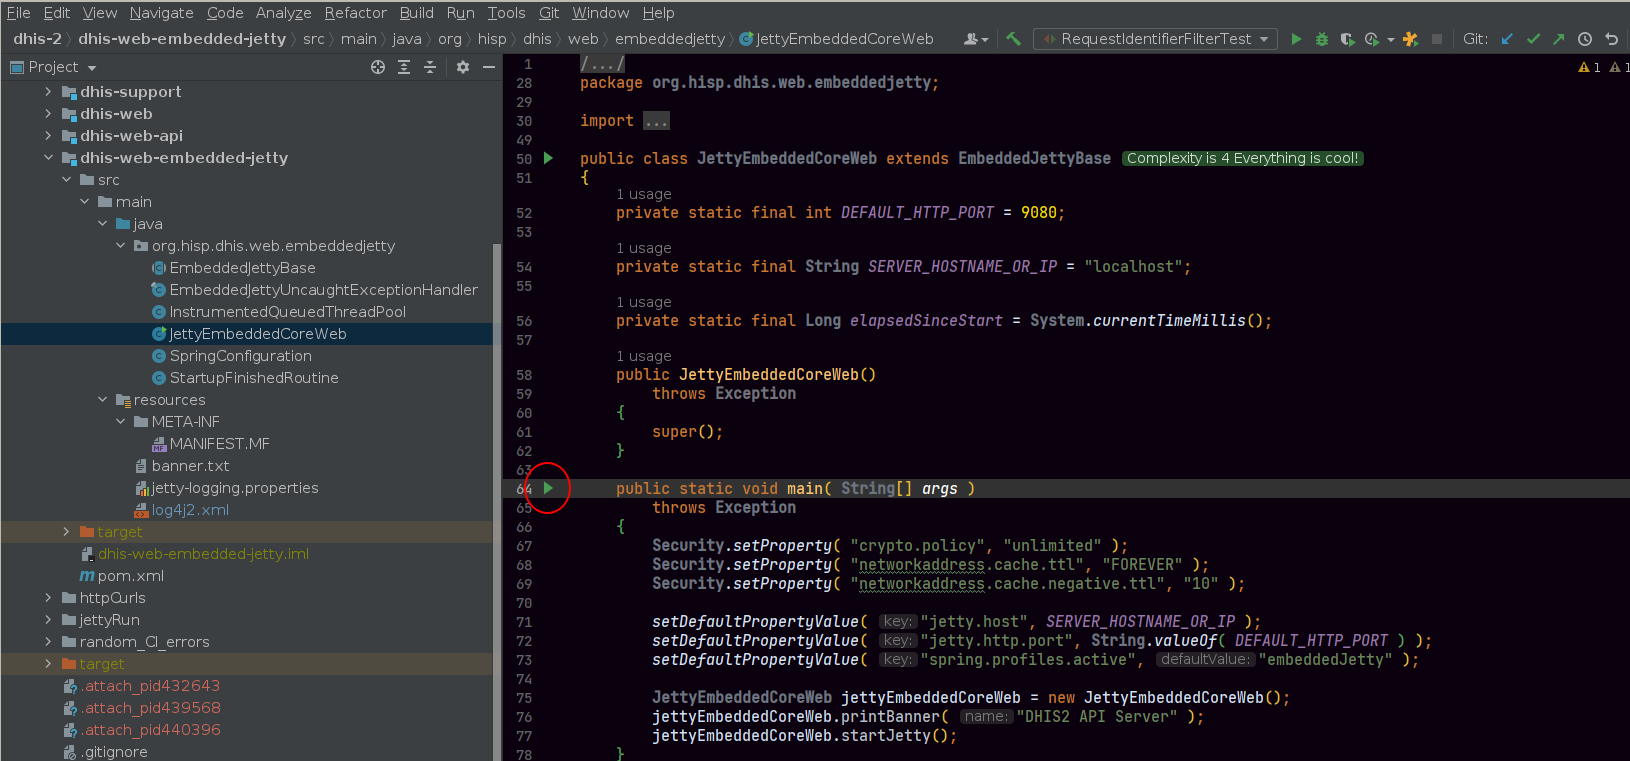 File Edit View Navigate Code Analyze Refactor Build Run Tools Git Window Help
dhis-2 〉 dhis-web-embedded-jetty 〉 src 〉 main 〉 java 〉 org 〉 hisp 〉 dhis 〉 web 〉 embeddedjetty 〉 JettyEmbeddedCoreWeb RequestIdentifierFilterTest Git:
Project
dhis-support
dhis-web
dhis-web-api
dhis-web-embedded-jetty
src
main
java
org.hisp.dhis.web.embeddedjetty
EmbeddedJettyBase
EmbeddedJettyUncaughtExceptionHandler
InstrumentedQueuedThreadPool
JettyEmbeddedCoreWeb
SpringConfiguration
StartupFinishedRoutine
resources
META-INF
MANIFEST.MF
banner.txt
jetty-logging.properties
log4j2.xml
target
dhis-web-embedded-jetty.iml
pom.xml
httpCurls
jettyRun
random_CI_errors
target
.attach_pid432643
.attach_pid439568
.attach_pid440396
.gitignore
1 /.../ 1 1
28 package org.hisp.dhis.web.embeddedjetty;
29
30 import ...
49
50 public class JettyEmbeddedCoreWeb extends EmbeddedJettyBase Complexity is 4 Everything is cool!
51 {
1 usage
52 private static final int DEFAULT_HTTP_PORT = 9080;
53
1 usage
54 private static final String SERVER_HOSTNAME_OR_IP = "localhost";
55
1 usage
56 private static final Long elapsedSinceStart = System.currentTimeMillis();
57
1 usage
58 public JettyEmbeddedCoreWeb()
59 throws Exception
60 {
61 super();
62 }
63
64 public static void main( String[] args )
65 throws Exception
66 {
67 Security.setProperty( "crypto.policy", "unlimited" );
68 Security.setProperty( "networkaddress.cache.ttl", "FOREVER" );
69 Security.setProperty( "networkaddress.cache.negative.ttl", "10" );
70
71 setDefaultPropertyValue( key: "jetty.host", SERVER_HOSTNAME_OR_IP );
72 setDefaultPropertyValue( key: "jetty.http.port", String.valueOf( DEFAULT_HTTP_PORT ) );
73 setDefaultPropertyValue( key: "spring.profiles.active", defaultValue: "embeddedJetty" );
74
75 JettyEmbeddedCoreWeb jettyEmbeddedCoreWeb = new JettyEmbeddedCoreWeb();
76 jettyEmbeddedCoreWeb.printBanner( name: "DHIS2 API Server" );
77 jettyEmbeddedCoreWeb.startJetty();
78 }